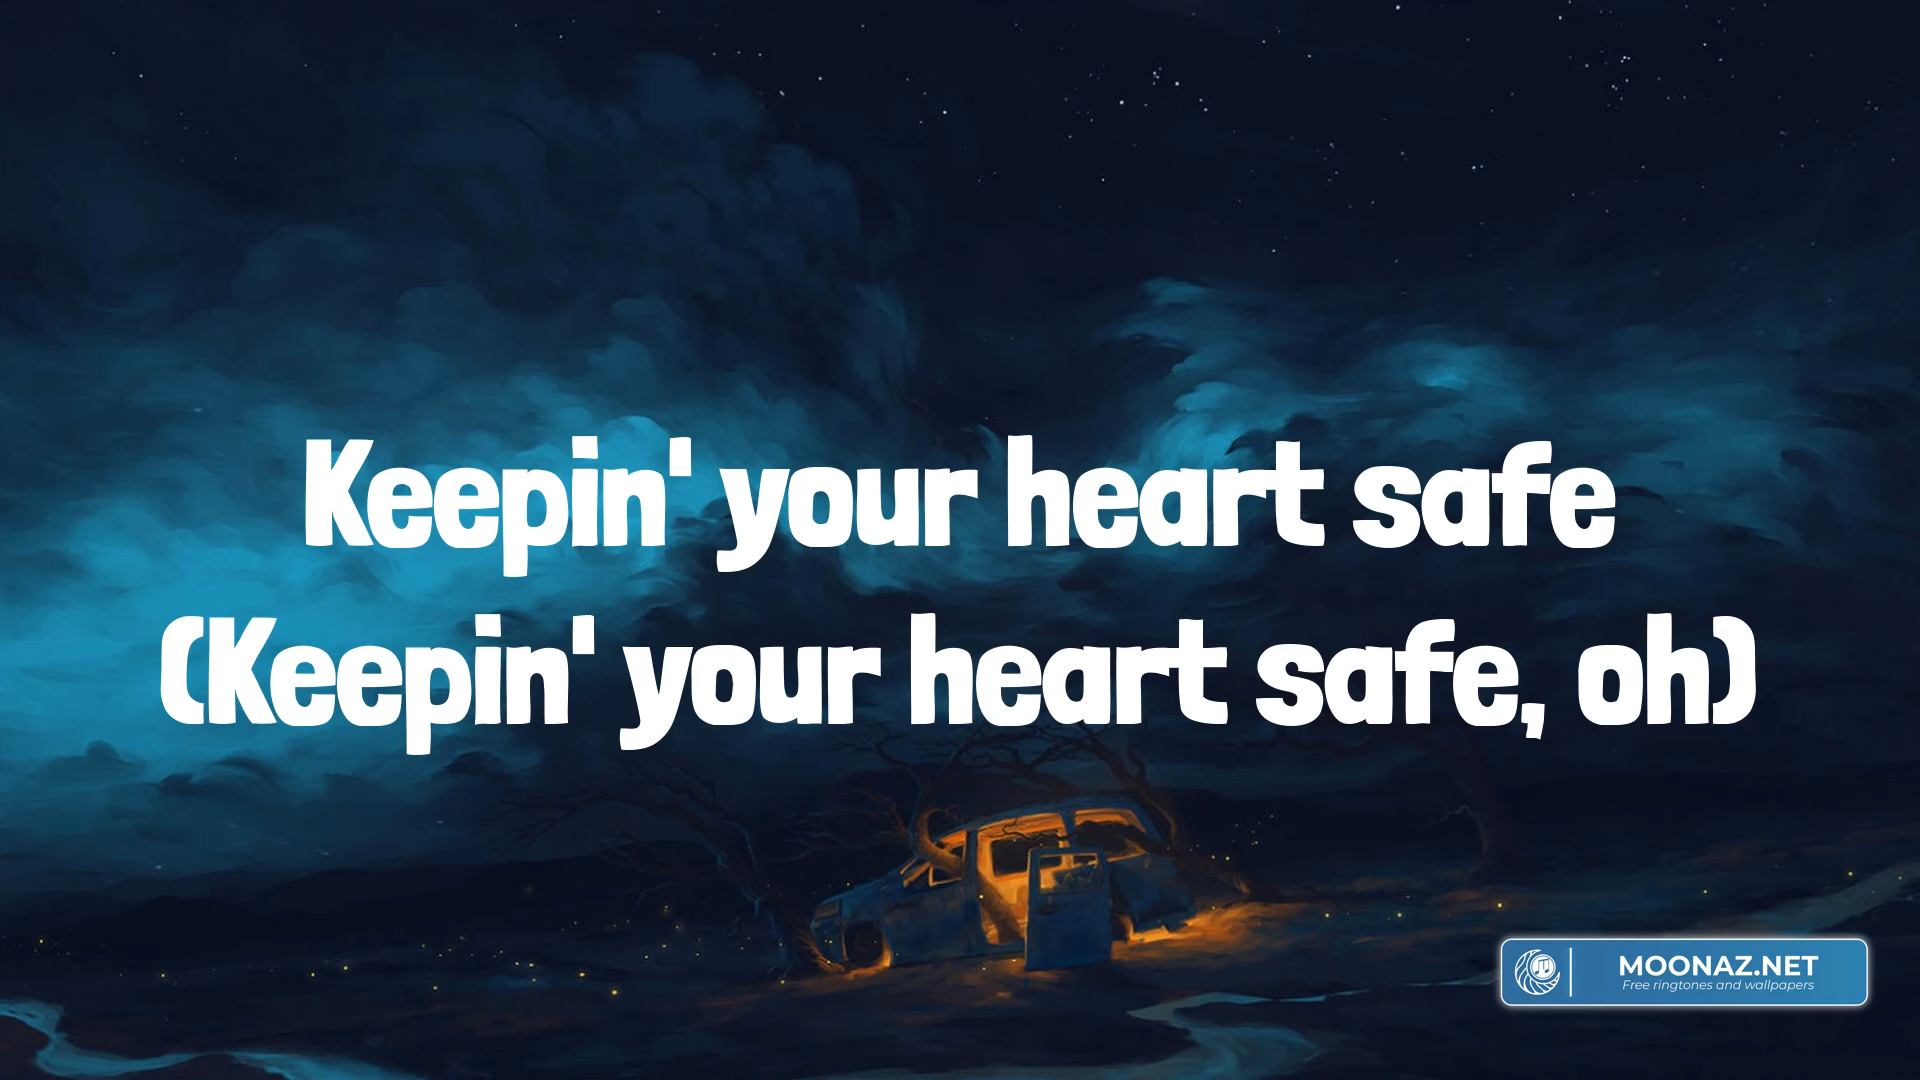 Keepin' your heart safe
(Keepin' your heart safe, oh)
MOONAZ.NET
Free ringtones and wallpapers